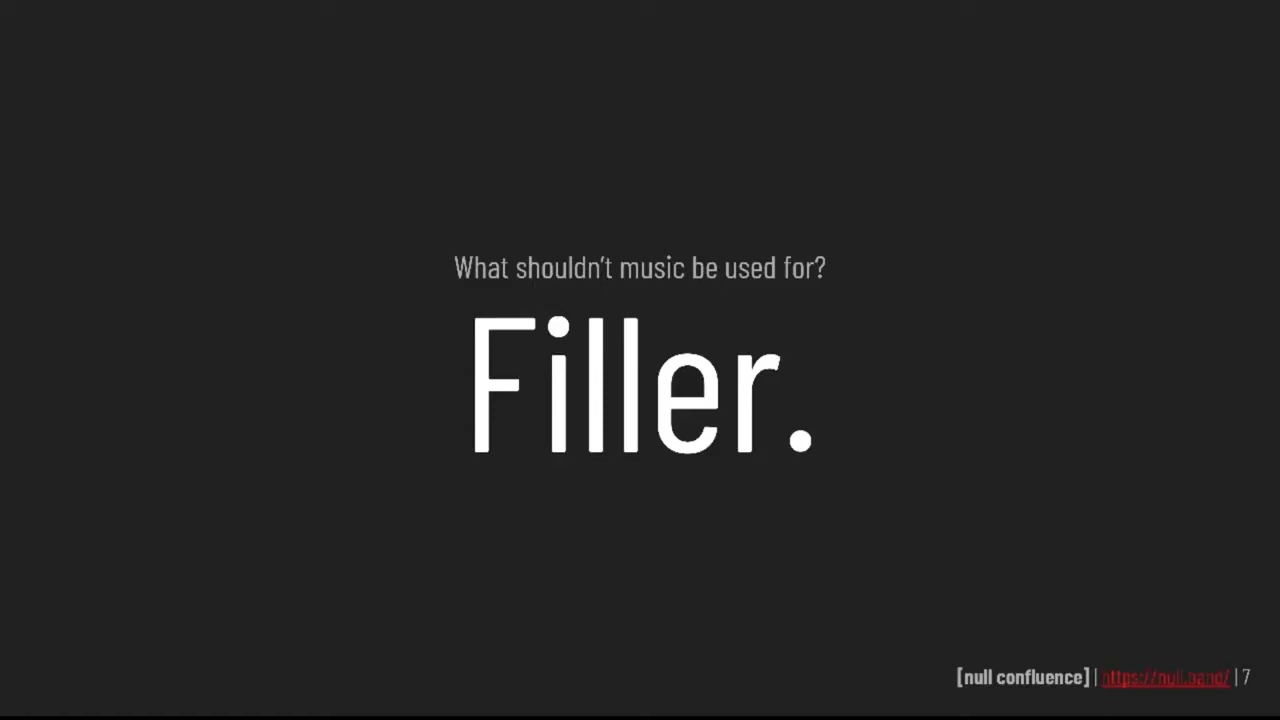 What shouldn't music be used for?
Filler.
[null confluence] | https://null.band/ | 7